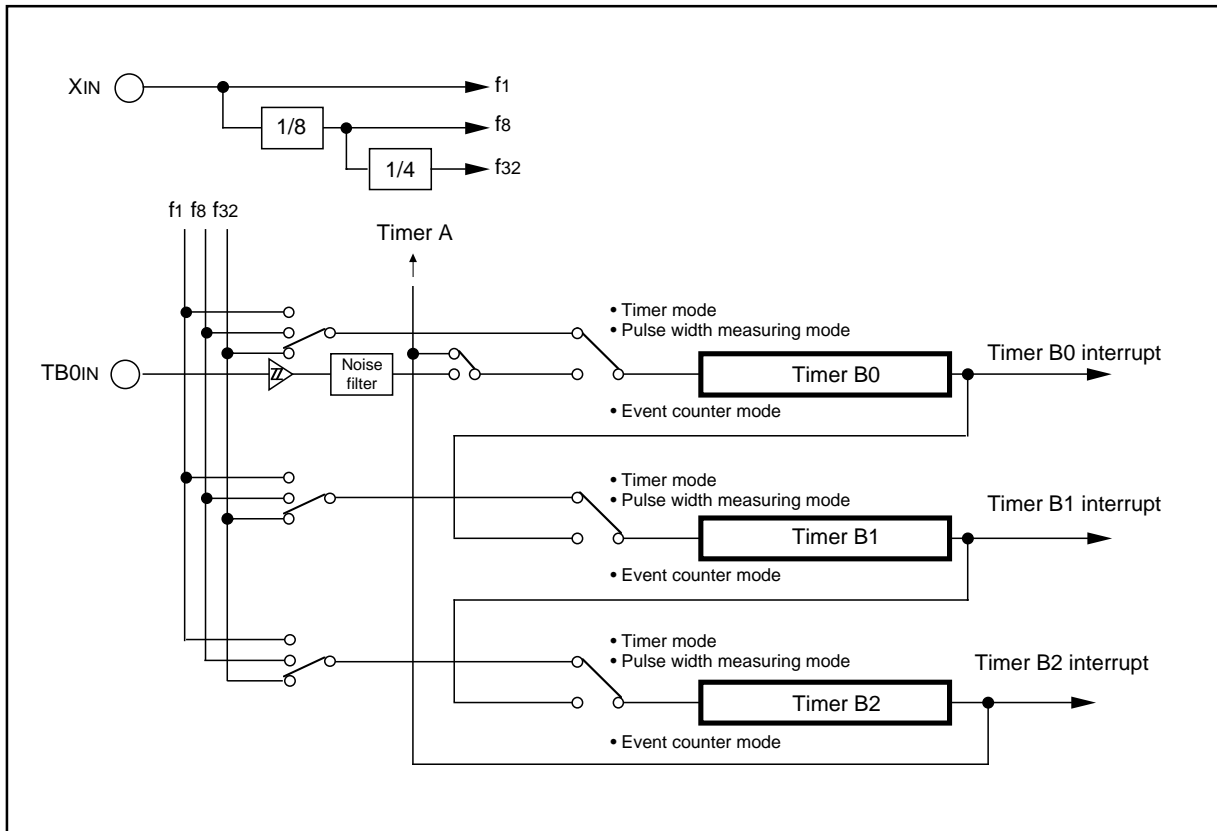 XIN
f1
1/8
f8
1/4
f32
f1 f8 f32
Timer A
• Timer mode
• Pulse width measuring mode
TB0IN
Noise
filter
Timer B0
Timer B0 interrupt
• Event counter mode
• Timer mode
• Pulse width measuring mode
Timer B1
Timer B1 interrupt
• Event counter mode
• Timer mode
• Pulse width measuring mode
Timer B2
Timer B2 interrupt
• Event counter mode